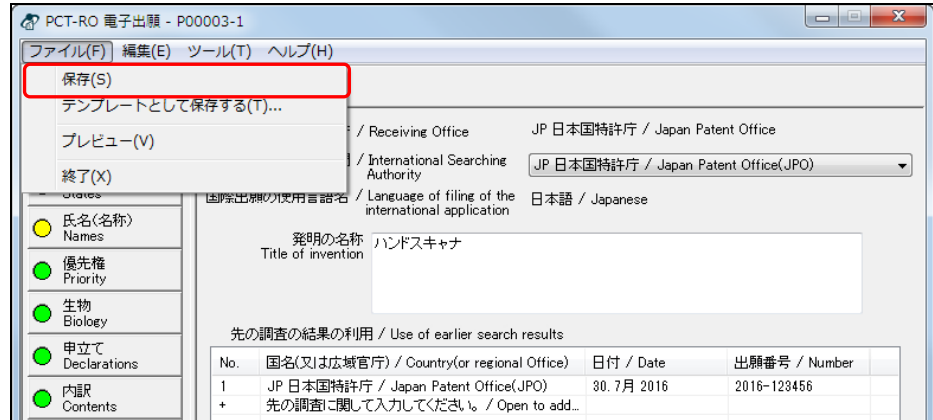 PCT-RO 電子出願 - P00003-1
ファイル(F) 編集(E) ツール(T) ヘルプ(H)
保存(S)
テンプレートとして保存する(T)...
プレビュー(V)
終了(X)
/ Receiving Office JP 日本国特許庁 / Japan Patent Office
/ International Searching Authority JP 日本国特許庁 / Japan Patent Office(JPO)
国際出願の使用言語名 / Language of filing of the international application 日本語 / Japanese
States
氏名(名称)
Names
優先権
Priority
生物
Biology
申立て
Declarations
内訳
Contents
発明の名称 ハンドスキャナ
Title of invention
先の調査の結果の利用 / Use of earlier search results
No. 国名(又は広域官庁) / Country(or regional Office) 日付 / Date 出願番号 / Number
1 JP 日本国特許庁 / Japan Patent Office(JPO) 30. 7月 2016 2016-123456
+ 先の調査に関して入力してください。 / Open to add...